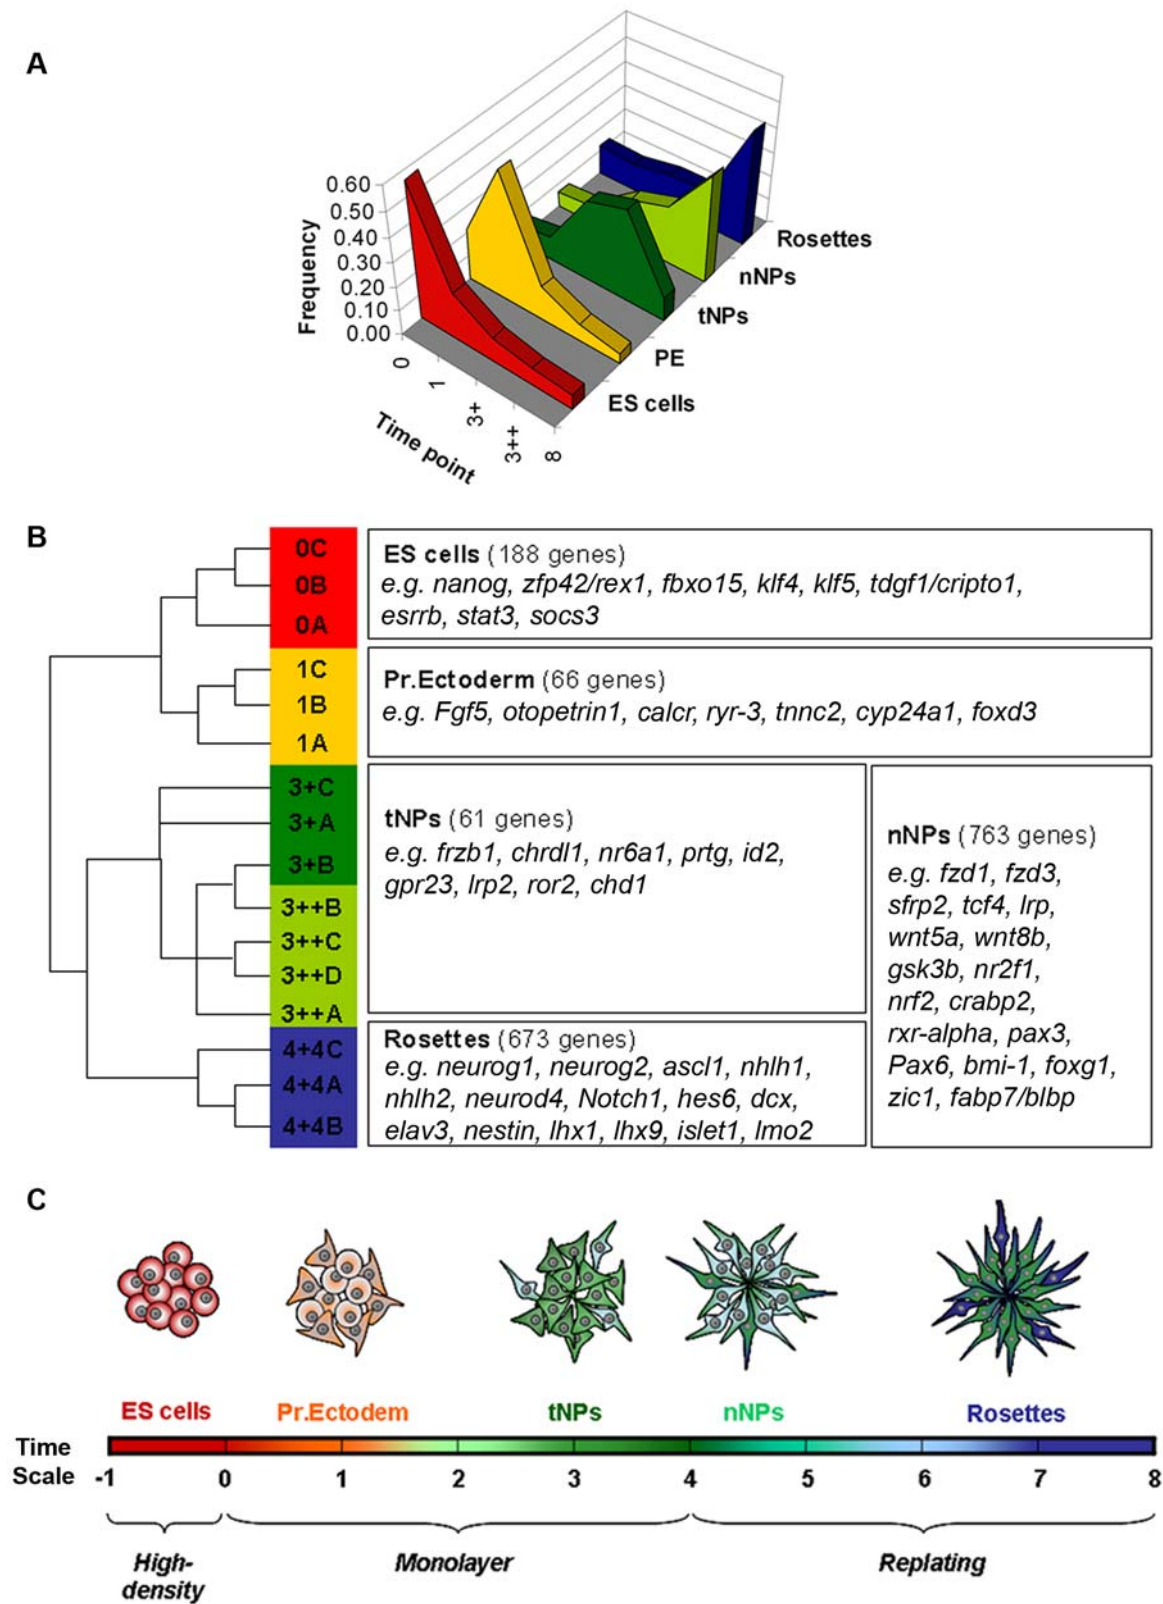 A
Frequency
0.60
0.50
0.40
0.30
0.20
0.10
0.00
0
1
3+
3++
8
Time point
Rosettes
nNPs
tNPs
PE
ES cells
B
0C
0B
0A
1C
1B
1A
3+C
3+A
3+B
3++B
3++C
3++D
3++A
4+4C
4+4A
4+4B
ES cells (188 genes)
e.g. nanog, zfp42/rex1, fbxo15, klf4, klf5, tdgf1/cripto1,
esrrb, stat3, socs3
Pr.Ectoderm (66 genes)
e.g. Fgf5, otopetrin1, calcr, ryr-3, tnnc2, cyp24a1, foxd3
tNPs (61 genes)
e.g. frzb1, chrdl1, nr6a1, prtg, id2,
gpr23, lrp2, ror2, chd1
nNPs (763 genes)
e.g. fzd1, fzd3,
sfrp2, tcf4, lrp,
wnt5a, wnt8b,
gsk3b, nr2f1,
nrf2, crabp2,
rxr-alpha, pax3,
Pax6, bmi-1, foxg1,
zic1, fabp7/blbp
Rosettes (673 genes)
e.g. neurog1, neurog2, ascl1, nhlh1,
nhlh2, neurod4, Notch1, hes6, dcx,
elav3, nestin, lhx1, lhx9, islet1, lmo2
C
ES cells Pr.Ectodem tNPs nNPs Rosettes
Time
Scale
-1 0 1 2 3 4 5 6 7 8
High-
density
Monolayer
Replating